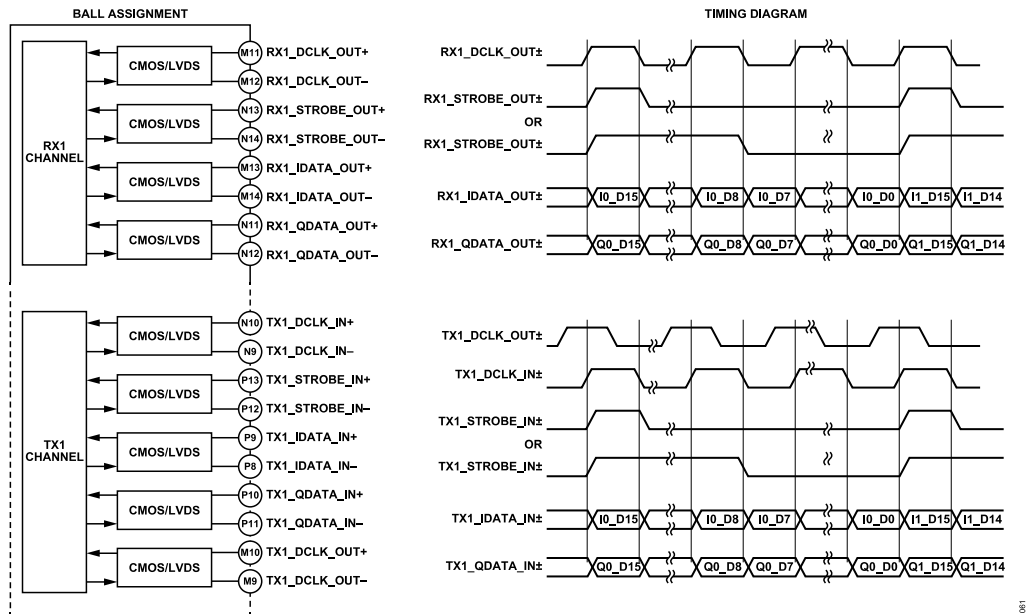 BALL ASSIGNMENT
RX1
CHANNEL
CMOS/LVDS
M11 RX1_DCLK_OUT+
M12 RX1_DCLK_OUT–
CMOS/LVDS
N13 RX1_STROBE_OUT+
N14 RX1_STROBE_OUT–
CMOS/LVDS
M13 RX1_IDATA_OUT+
M14 RX1_IDATA_OUT–
CMOS/LVDS
N11 RX1_QDATA_OUT+
N12 RX1_QDATA_OUT–
TX1
CHANNEL
CMOS/LVDS
N10 TX1_DCLK_IN+
N9 TX1_DCLK_IN–
CMOS/LVDS
P13 TX1_STROBE_IN+
P12 TX1_STROBE_IN–
CMOS/LVDS
P9 TX1_IDATA_IN+
P8 TX1_IDATA_IN–
CMOS/LVDS
P10 TX1_QDATA_IN+
P11 TX1_QDATA_IN–
CMOS/LVDS
M10 TX1_DCLK_OUT+
M9 TX1_DCLK_OUT–
TIMING DIAGRAM
RX1_DCLK_OUT±
RX1_STROBE_OUT±
OR
RX1_STROBE_OUT±
RX1_IDATA_OUT± I0_D15 I0_D8 I0_D7 I0_D0 I1_D15 I1_D14
RX1_QDATA_OUT± Q0_D15 Q0_D8 Q0_D7 Q0_D0 Q1_D15 Q1_D14
TX1_DCLK_OUT±
TX1_DCLK_IN±
TX1_STROBE_IN±
OR
TX1_STROBE_IN±
TX1_IDATA_IN± I0_D15 I0_D8 I0_D7 I0_D0 I1_D15 I1_D14
TX1_QDATA_IN± Q0_D15 Q0_D8 Q0_D7 Q0_D0 Q1_D15 Q1_D14
061